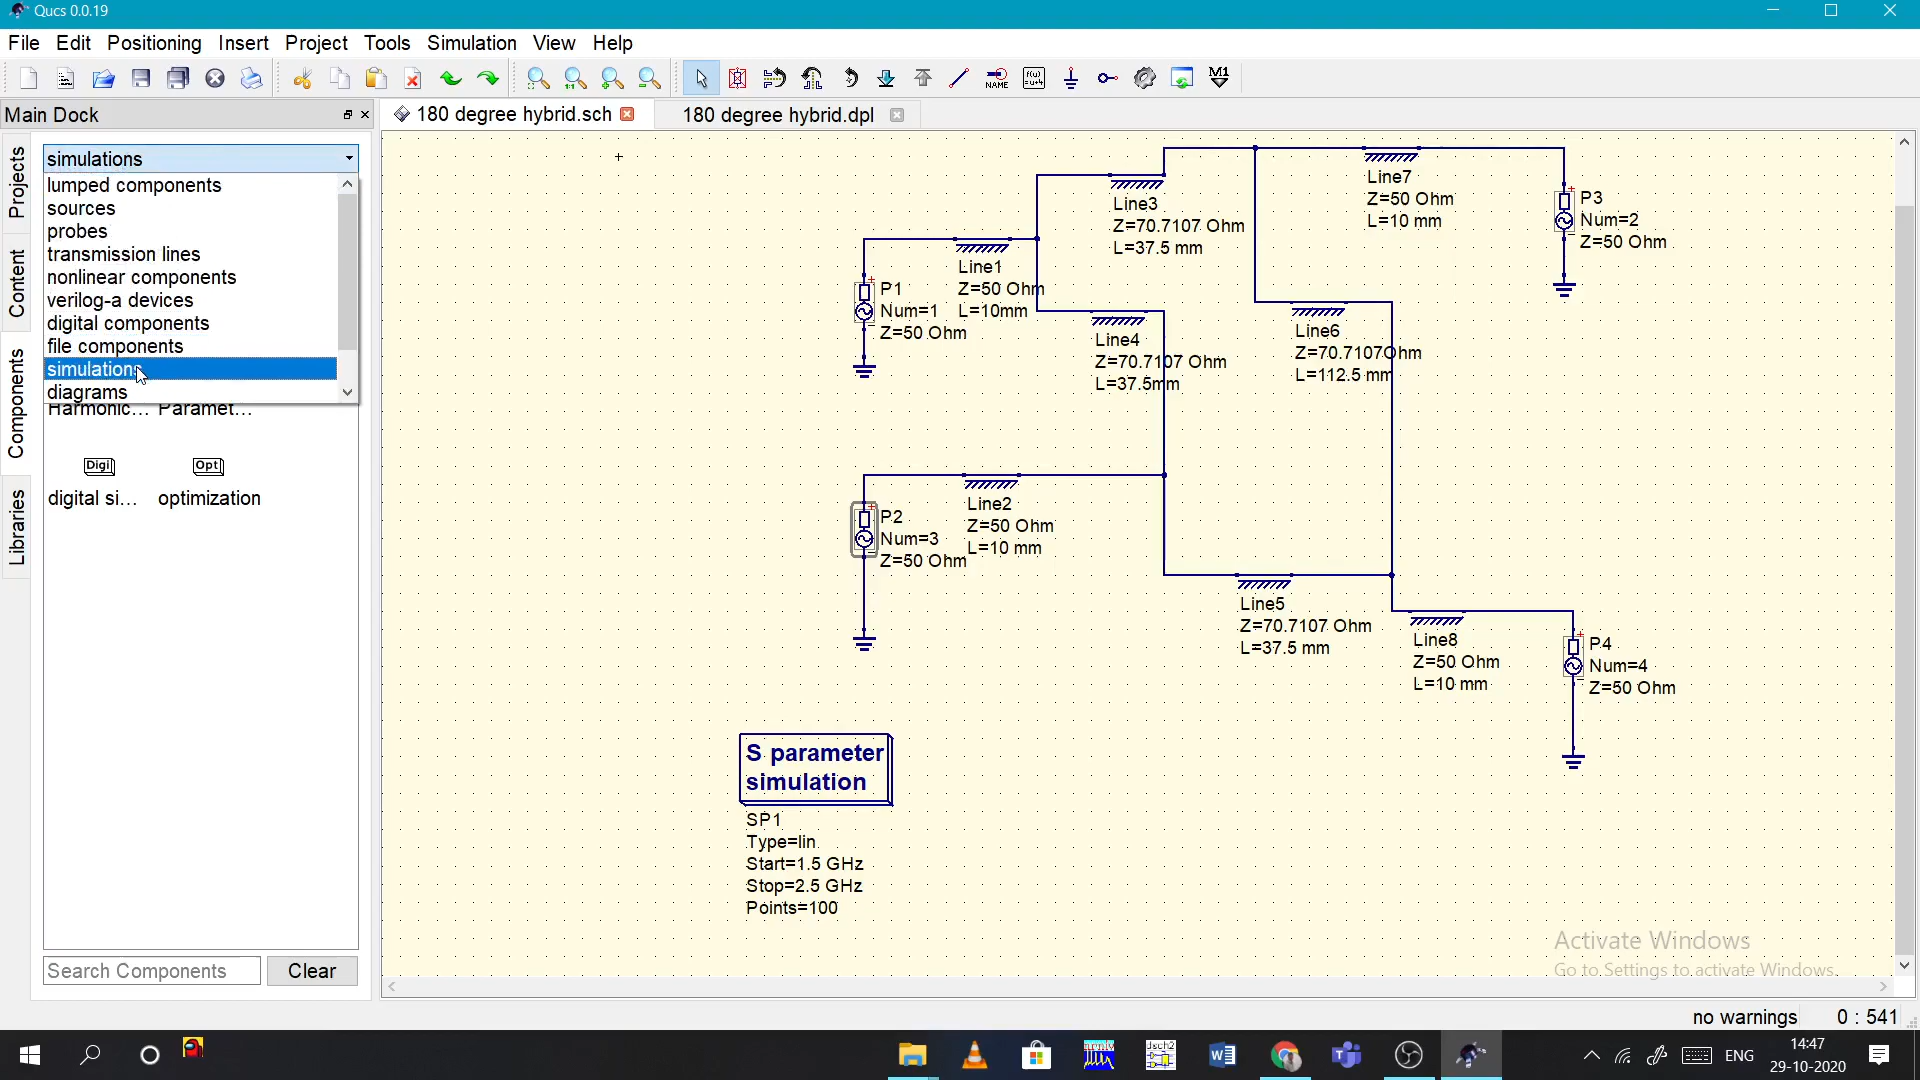 Qucs 0.0.19
File Edit Positioning Insert Project Tools Simulation View Help
NAME
M1
Main Dock
180 degree hybrid.sch
180 degree hybrid.dpl
Projects
Content
Components
Libraries
simulations
lumped components
sources
probes
transmission lines
nonlinear components
verilog-a devices
digital components
file components
simulations
diagrams
Harmonic... Paramet...
Digi
Opt
digital si... optimization
Search Components
Clear
Line7
Z=50 Ohm
L=10 mm
P3
Num=2
Z=50 Ohm
Line3
Z=70.7107 Ohm
L=37.5 mm
Line1
Z=50 Ohm
L=10mm
P1
Num=1
Z=50 Ohm
Line4
Z=70.7107 Ohm
L=37.5mm
Line6
Z=70.7107Ohm
L=112.5 mm
Line2
Z=50 Ohm
L=10 mm
P2
Num=3
Z=50 Ohm
Line5
Z=70.7107 Ohm
L=37.5 mm
Line8
Z=50 Ohm
L=10 mm
P4
Num=4
Z=50 Ohm
S parameter
simulation
SP1
Type=lin
Start=1.5 GHz
Stop=2.5 GHz
Points=100
Activate Windows
Go to Settings to activate Windows.
no warnings
0 : 541
ENG
14:47
29-10-2020